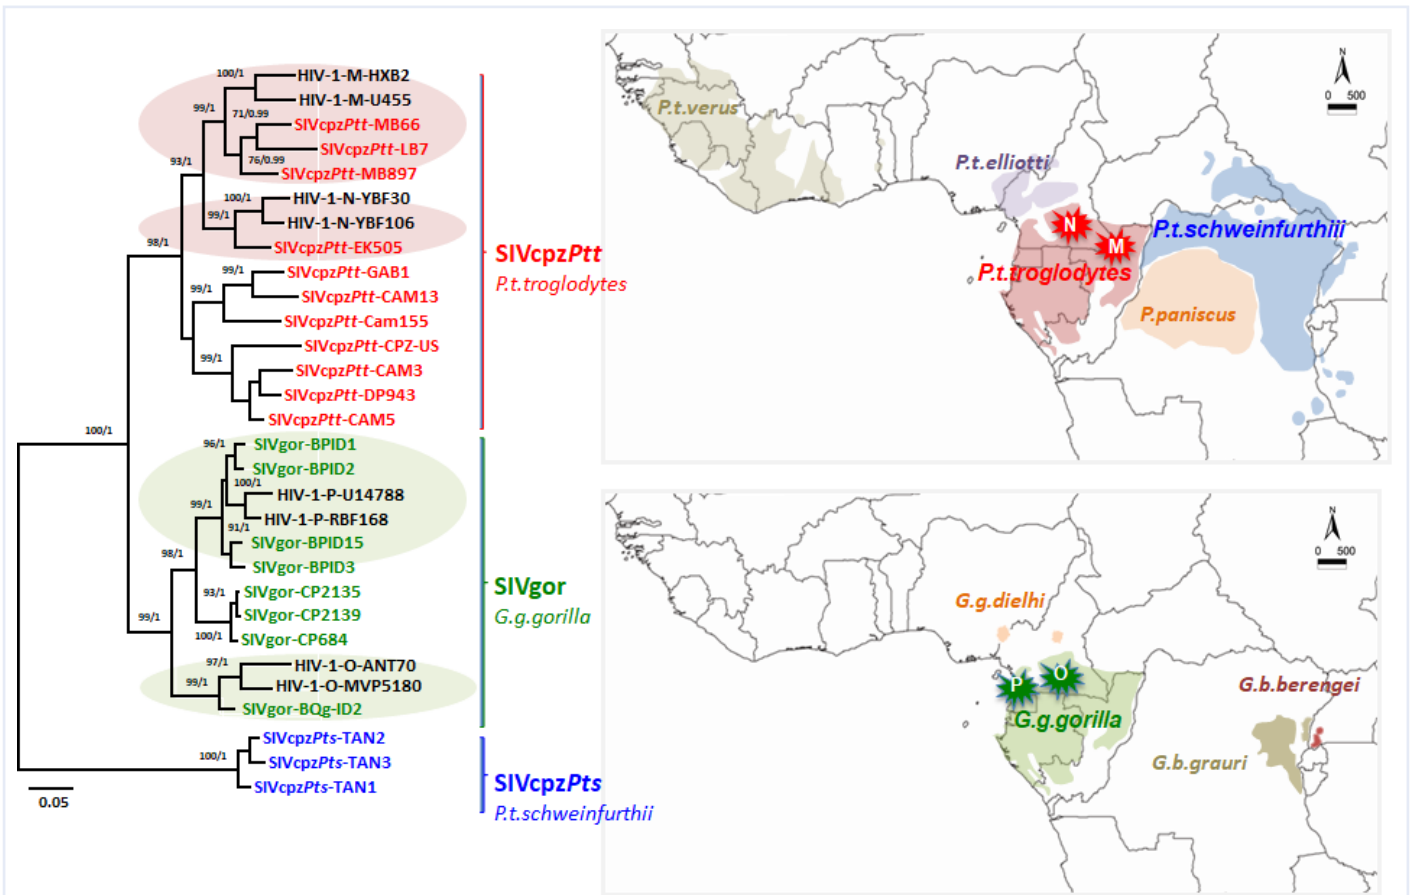 100/1
HIV-1-M-HXB2
HIV-1-M-U455
99/1
71/0.99
SIVcpzPtt-MB66
SIVcpzPtt-LB7
76/0.99
93/1
SIVcpzPtt-MB897
HIV-1-N-YBF30
100/1
HIV-1-N-YBF106
99/1
98/1
SIVcpzPtt-EK505
SIVcpzPtt-GAB1
99/1
SIVcpzPtt-CAM13
99/1
SIVcpzPtt-Cam155
SIVcpzPtt-CPZ-US
99/1
SIVcpzPtt-CAM3
SIVcpzPtt-DP943
SIVcpzPtt-CAM5
100/1
SIVgor-BPID1
96/1
SIVgor-BPID2
100/1
HIV-1-P-U14788
99/1
HIV-1-P-RBF168
91/1
SIVgor-BPID15
98/1
SIVgor-BPID3
SIVgor-CP2135
93/1
SIVgor-CP2139
99/1
100/1
SIVgor-CP684
97/1
HIV-1-O-ANT70
99/1
HIV-1-O-MVP5180
SIVgor-BQg-ID2
SIVcpzPts-TAN2
100/1
SIVcpzPts-TAN3
SIVcpzPts-TAN1
0.05
SIVcpzPtt
P.t.troglodytes
SIVgor
G.g.gorilla
SIVcpzPts
P.t.schweinfurthii
P.t.verus
P.t.elliotti
N
M
P.t.schweinfurthiii
P.t.troglodytes
P.paniscus
N
0 500
G.g.dielhi
P
O
G.g.gorilla
G.b.berengei
G.b.grauri
N
0 500